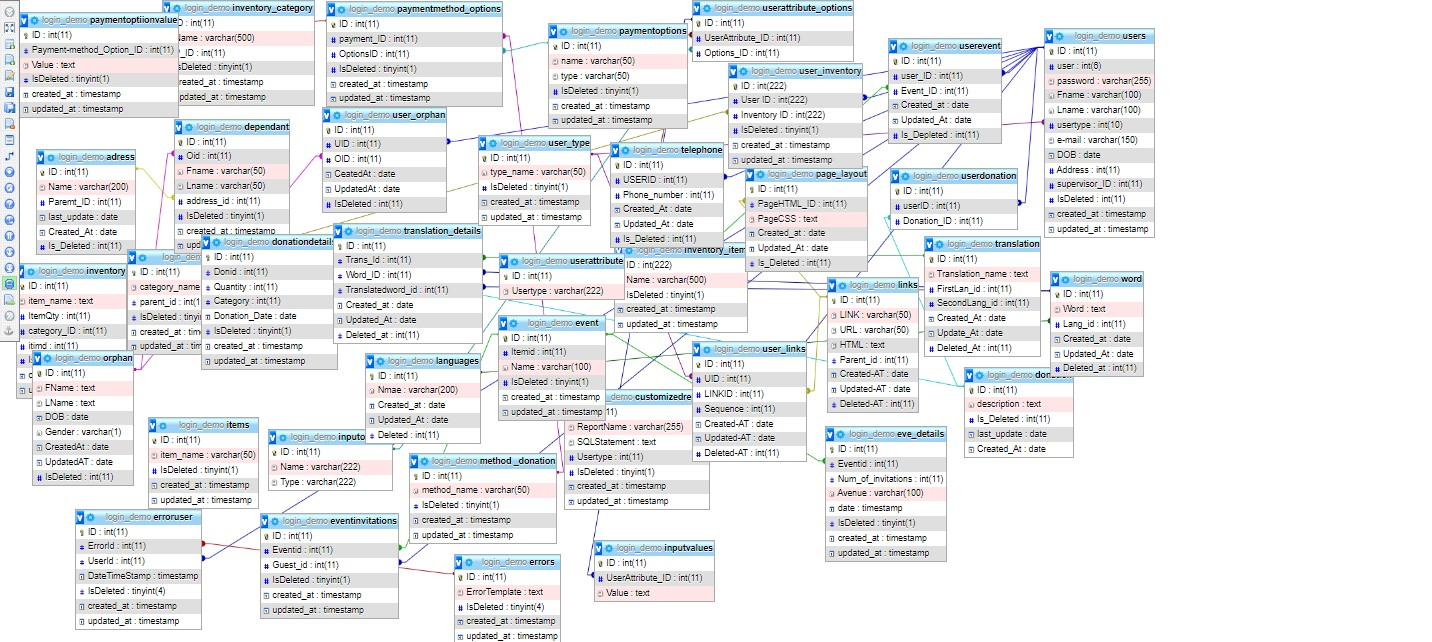 login_demo paymentoptiionvalue
ID : int(11)
Payment-method_Option_ID : int(11)
Value : text
IsDeleted : tinyint(1)
created_at : timestamp
updated_at : timestamp
login_demo inventory_category
ID : int(11)
ame : varchar(500)
_ID : int(11)
sDeleted : tinyint(1)
created_at : timestamp
updated_at : timestamp
login_demo paymentmethod_options
ID : int(11)
payment_ID : int(11)
OptionsID : int(11)
IsDeleted : tinyint(1)
created_at : timestamp
updated_at : timestamp
login_demo paymentoptions
ID : int(11)
name : varchar(50)
type : varchar(50)
IsDeleted : tinyint(1)
created_at : timestamp
updated_at : timestamp
login_demo userattribute_options
ID : int(11)
UserAttribute_ID : int(11)
Options_ID : int(11)
login_demo user_inventory
ID : int(222)
User ID : int(222)
Inventory ID : int(222)
IsDeleted : tinyint(1)
created_at : timestamp
updated_at : timestamp
login_demo userevent
ID : int(11)
user_ID : int(11)
Event_ID : int(11)
Created_At : date
Updated_At : date
Is_Depleted : int(11)
login_demo users
ID : int(11)
user : int(6)
password : varchar(255)
Fname : varchar(100)
Lname : varchar(100)
usertype : int(10)
e-mail : varchar(150)
DOB : date
Address : int(11)
supervisor_ID : int(11)
IsDeleted : int(11)
created_at : timestamp
updated_at : timestamp
login_demo adress
ID : int(11)
Name : varchar(200)
Paremt_ID : int(11)
last_update : date
Created_At : date
Is_Deleted : int(11)
login_demo dependant
ID : int(11)
Oid : int(11)
Fname : varchar(50)
Lname : varchar(50)
address_id : int(11)
IsDeleted : tinyint(1)
login_demo user_orphan
ID : int(11)
UID : int(11)
OID : int(11)
CeatedAt : date
UpdatedAt : date
IsDeleted : int(11)
login_demo user_type
ID : int(11)
type_name : varchar(50)
IsDeleted : tinyint(1)
created_at : timestamp
updated_at : timestamp
login_demo telephone
ID : int(11)
USERID : int(11)
Phone_number : int(11)
Created_At : date
Updated_At : date
Is_Deleted : int(11)
login_demo page_layout
ID : int(11)
PageHTML_ID : int(11)
PageCSS : text
Created_At : date
Updated_At : date
Is_Deleted : int(11)
login_demo userdonation
ID : int(11)
userID : int(11)
Donation_ID : int(11)
login_demo inventory
ID : int(11)
item_name : text
ItemQty : int(11)
category_ID : int(11)
itmid : int(11)
ID : int(11)
category_name
parent_id : int(
IsDeleted : tinyint
created_at : tim
updated_at : tim
login_demo donationdetails
ID : int(11)
Donid : int(11)
Quantity : int(11)
Category : int(11)
Donation_Date : date
IsDeleted : tinyint(1)
created_at : timestamp
updated_at : timestamp
login_demo translation_details
ID : int(11)
Trans_Id : int(11)
Word_ID : int(11)
Translatedword_id : int(11)
Created_at : date
Updated_At : date
Deleted_at : int(11)
login_demo userattribute
ID : int(11)
Usertype : varchar(222)
login_demo inventory_item
ID : int(222)
Name : varchar(500)
IsDeleted : tinyint(1)
created_at : timestamp
updated_at : timestamp
login_demo links
ID : int(11)
LINK : varchar(50)
URL : varchar(50)
HTML : text
Parent_id : int(11)
Created-AT : date
Updated-AT : date
Deleted-AT : int(11)
login_demo translation
ID : int(11)
Translation_name : text
FirstLan_id : int(11)
SecondLang_id : int(11)
Created_At : date
Update_At : date
Deleted_At : int(11)
login_demo word
ID : int(11)
Word : text
Lang_id : int(11)
Created_at : date
Updated_At : date
Deleted_at : int(11)
login_demo orphan
ID : int(11)
FName : text
LName : text
DOB : date
Gender : varchar(1)
CreatedAt : date
UpdatedAT : date
IsDeleted : int(11)
login_demo languages
ID : int(11)
Nmae : varchar(200)
Created_at : date
Updated_At : date
Deleted : int(11)
login_demo event
ID : int(11)
Itemid : int(11)
Name : varchar(100)
IsDeleted : tinyint(1)
created_at : timestamp
updated_at : timestamp
login_demo user_links
ID : int(11)
UID : int(11)
LINKID : int(11)
Sequence : int(11)
Created-AT : date
Updated-AT : date
Deleted-AT : int(11)
ID : int(11)
description : text
Is_Deleted : int(11)
last_update : date
Created_At : date
_demo customizedre
11)
ReportName : varchar(255)
SQLStatement : text
Usertype : int(11)
IsDeleted : tinyint(1)
created_at : timestamp
updated_at : timestamp
login_demo items
ID : int(11)
item_name : varchar(50)
IsDeleted : tinyint(1)
created_at : timestamp
updated_at : timestamp
login_demo inputo
ID : int(11)
Name : varchar(222)
Type : varchar(222)
login_demo method_donation
ID : int(11)
method_name : varchar(50)
IsDeleted : tinyint(1)
created_at : timestamp
updated_at : timestamp
login_demo eve_details
ID : int(11)
Eventid : int(11)
Num_of_invitations : int(11)
Avenue : varchar(100)
date : timestamp
IsDeleted : tinyint(1)
created_at : timestamp
updated_at : timestamp
login_demo erroruser
ID : int(11)
ErrorId : int(11)
UserId : int(11)
DateTimeStamp : timestamp
IsDeleted : tinyint(4)
created_at : timestamp
updated_at : timestamp
login_demo eventinvitations
ID : int(11)
Eventid : int(11)
Guest_id : int(11)
IsDeleted : tinyint(1)
created_at : timestamp
updated_at : timestamp
login_demo errors
ID : int(11)
ErrorTemplate : text
IsDeleted : tinyint(4)
created_at : timestamp
updated_at : timestamp
login_demo inputvalues
ID : int(11)
UserAttribute_ID : int(11)
Value : text